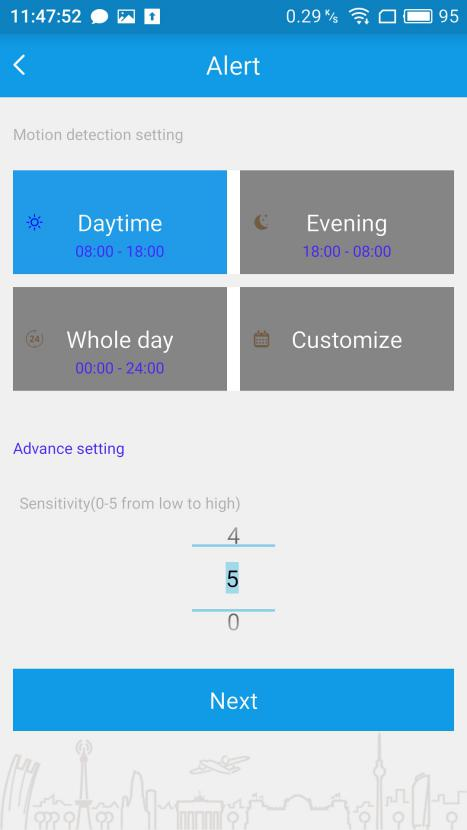 11:47:52 0.29 K/s 95
Alert
Motion detection setting
Daytime
08:00 - 18:00
Evening
18:00 - 08:00
24 Whole day
00:00 - 24:00
Customize
Advance setting
Sensitivity(0-5 from low to high)
4
5
0
Next